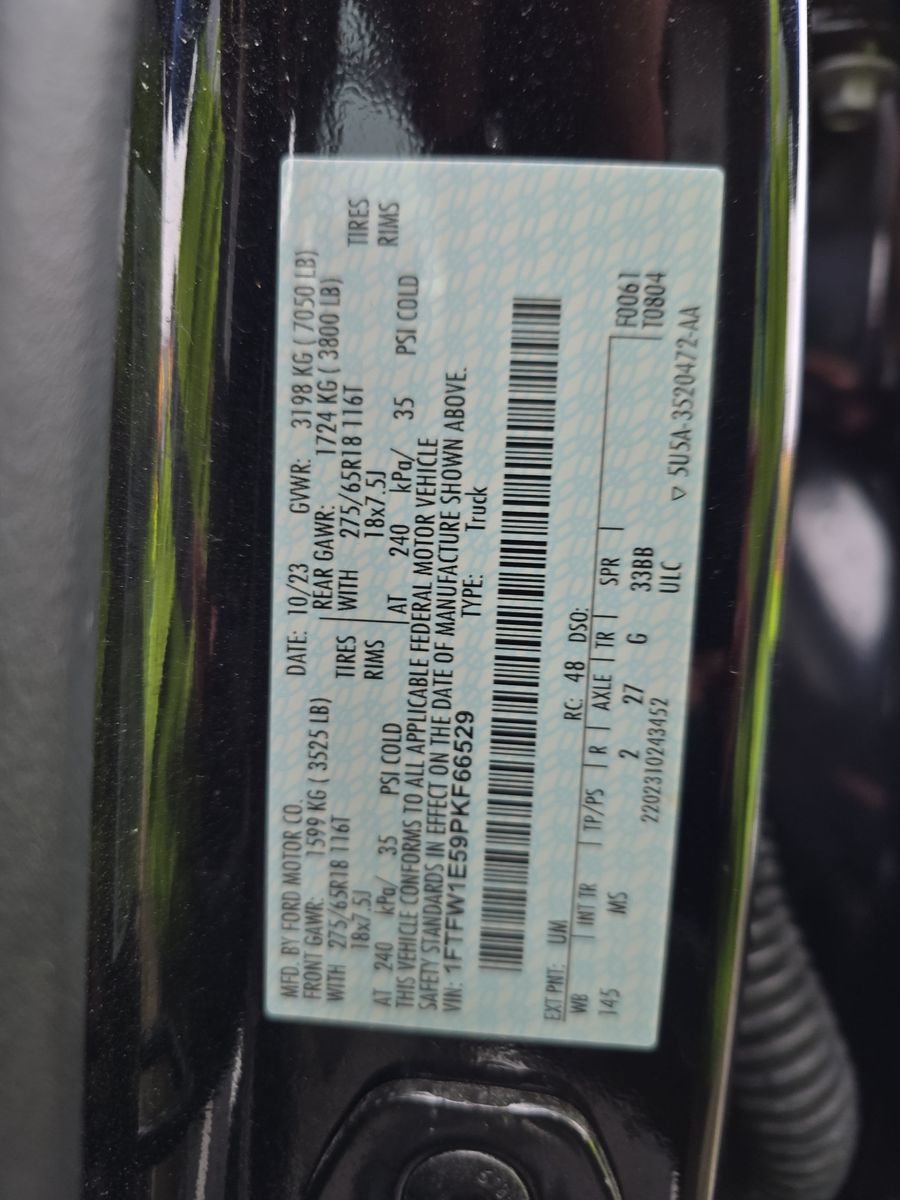 MFD. BY FORD MOTOR CO. DATE: 10/23 GVWR: 3198 KG ( 7050 LB)
FRONT GAWR: 1599 KG ( 3525 LB) REAR GAWR: 1724 KG ( 3800 LB)
WITH 275/65R18 116T TIRES WITH 275/65R18 116T TIRES
18x7.5J RIMS 18x7.5J RIMS
AT 240 kPa/ 35 PSI COLD AT 240 kPa/ 35 PSI COLD
THIS VEHICLE CONFORMS TO ALL APPLICABLE FEDERAL MOTOR VEHICLE
SAFETY STANDARDS IN EFFECT ON THE DATE OF MANUFACTURE SHOWN ABOVE.
VIN: 1FTFW1E59PKF66529 TYPE: Truck
EXT PNT: UM RC: 48 DSO:
WB INT TR TP/PS R AXLE TR SPR F0061
145 MS 2 27 G 33BB T0804
2202310243452 ULC
▽ 5U5A-3520472-AA